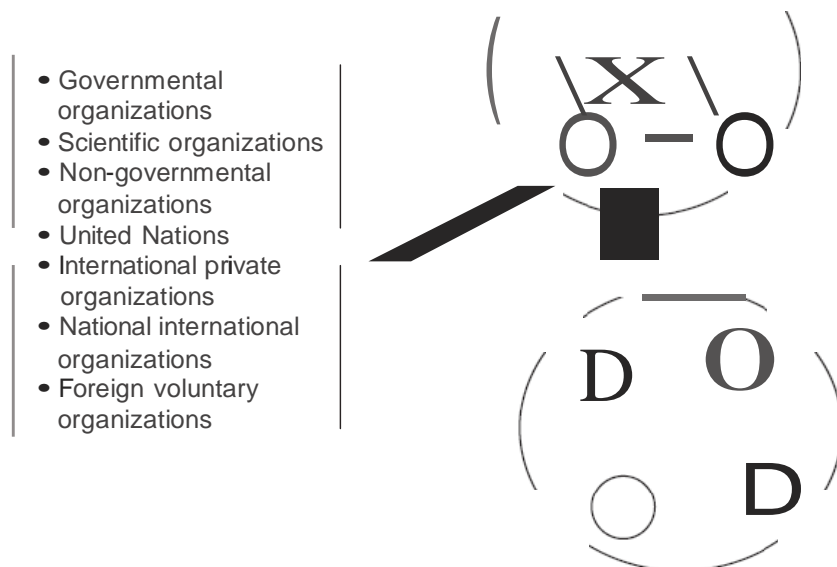 • Governmental
organizations
• Scientific organizations
• Non-governmental
organizations
• United Nations
• International private
organizations
• National international
organizations
• Foreign voluntary
organizations
X
O – O
D O
D